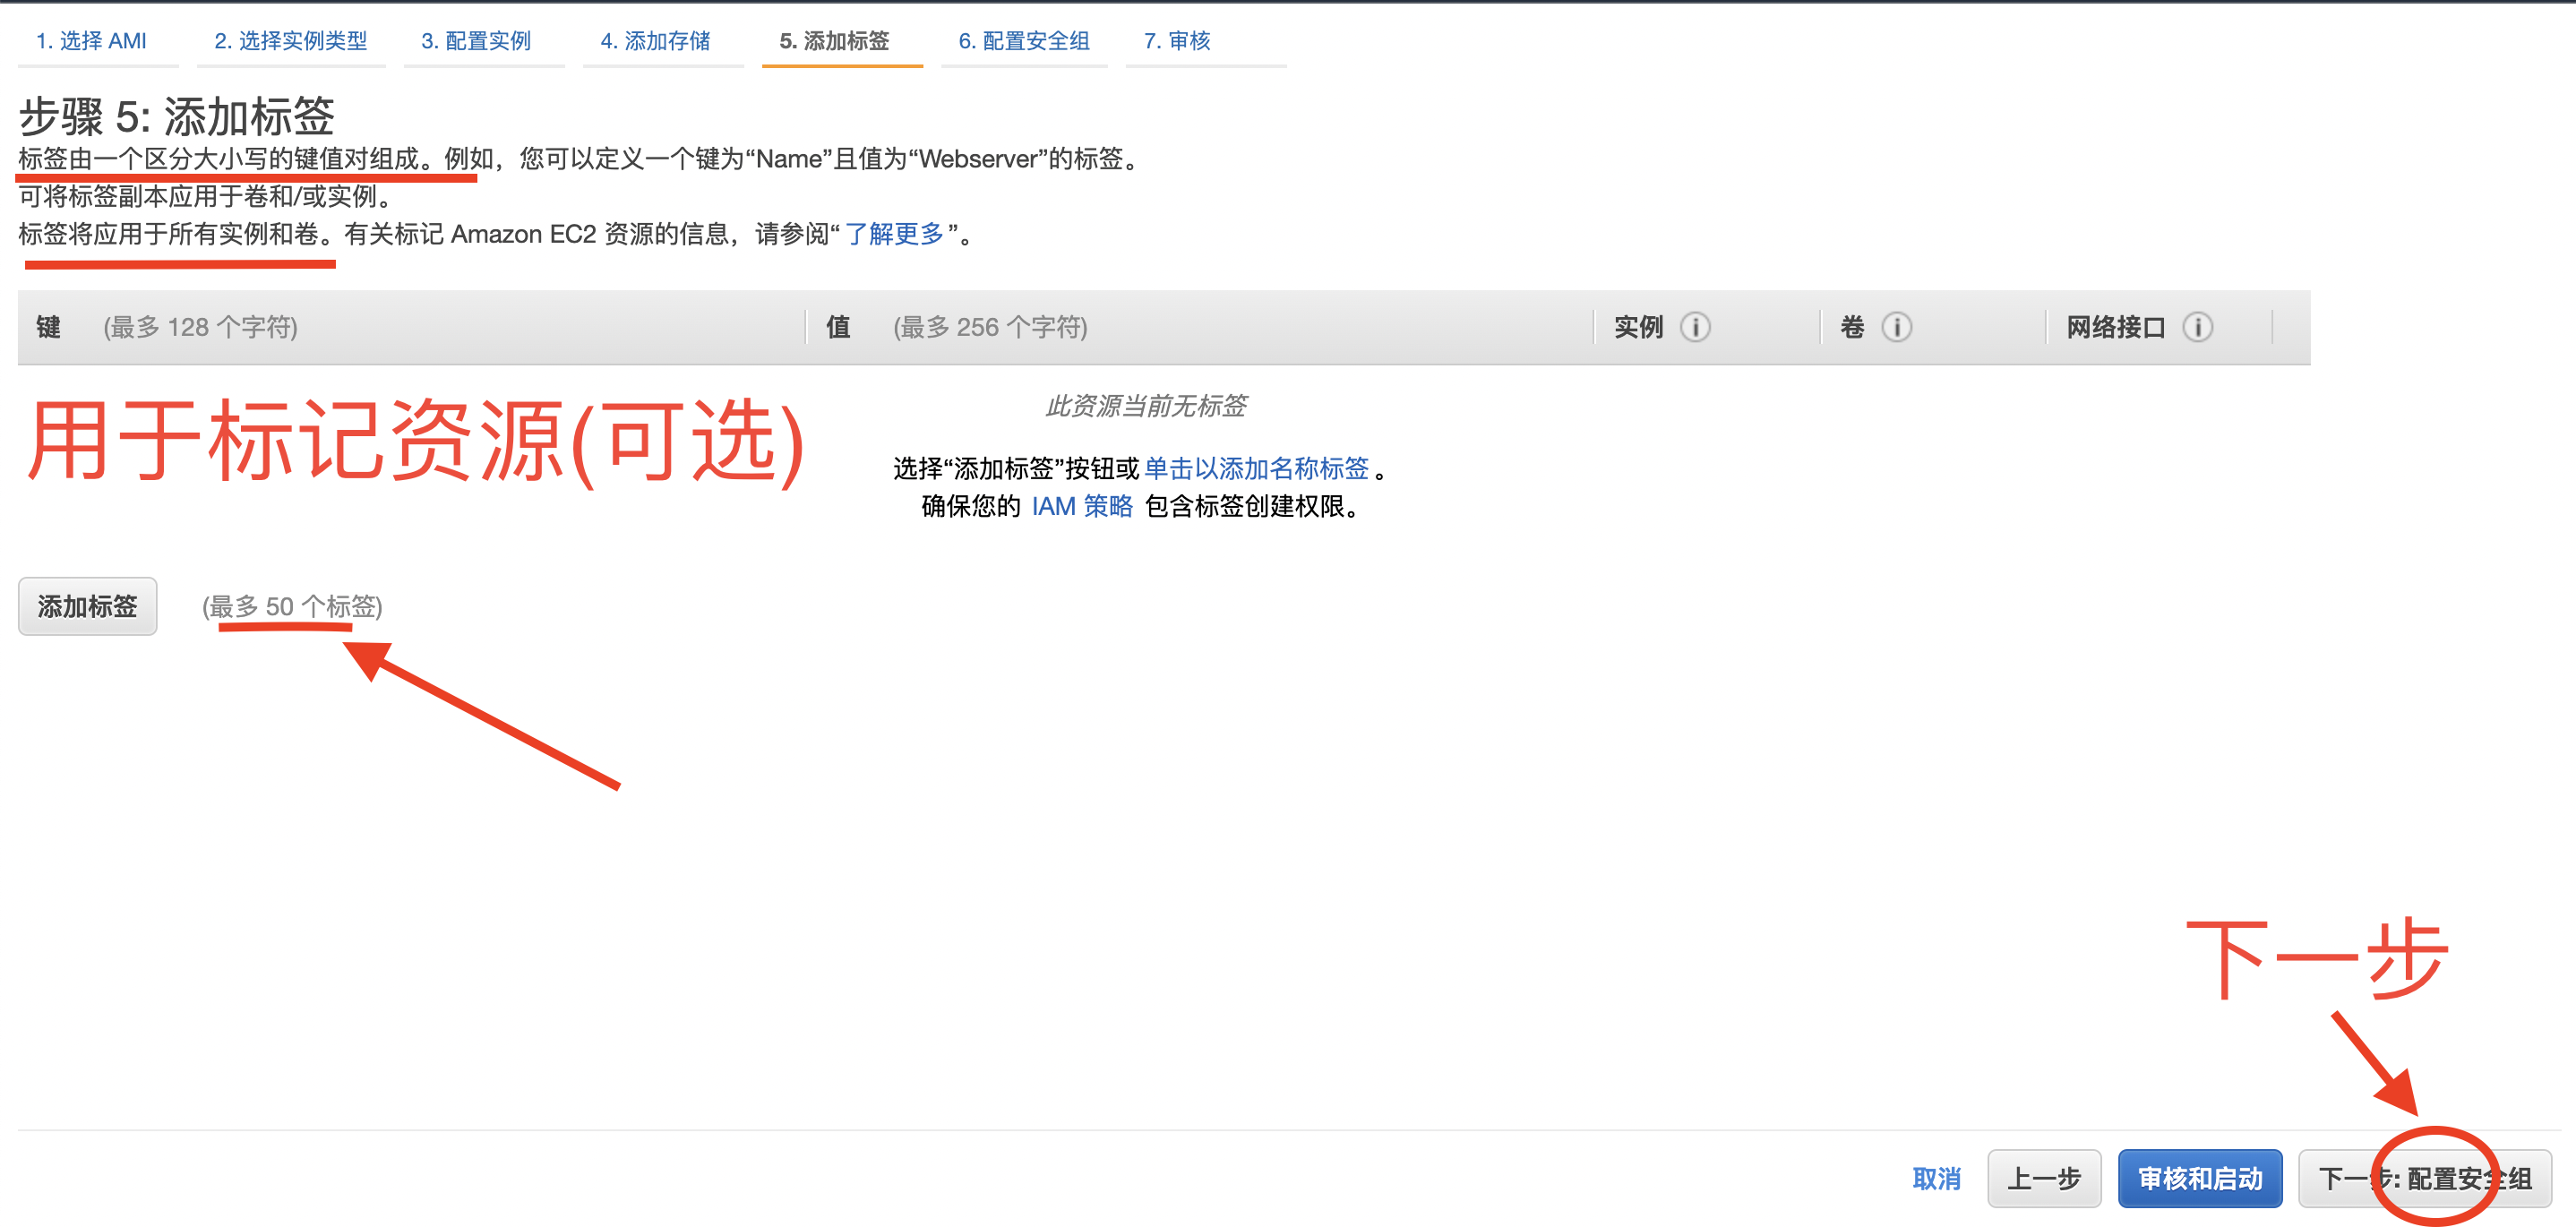 1. 选择 AMI 2. 选择实例类型 3. 配置实例 4. 添加存储 5. 添加标签 6. 配置安全组 7. 审核
步骤 5: 添加标签
标签由一个区分大小写的键值对组成。例如，您可以定义一个键为“Name”且值为“Webserver”的标签。
可将标签副本应用于卷和/或实例。
标签将应用于所有实例和卷。有关标记 Amazon EC2 资源的信息，请参阅“了解更多”。
键 (最多 128 个字符) 值 (最多 256 个字符) 实例 卷 网络接口
用于标记资源(可选)
此资源当前无标签
选择“添加标签”按钮或 单击以添加名称标签 。
确保您的 IAM 策略 包含标签创建权限。
添加标签 (最多 50 个标签)
下一步
取消 上一步 审核和启动 下一步: 配置安全组